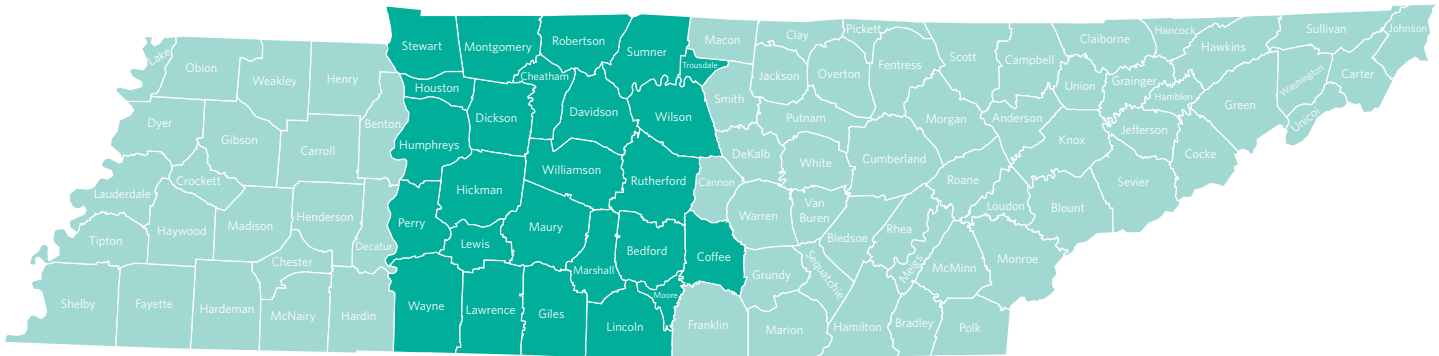 Lake
Obion
Weakley
Henry
Stewart
Montgomery
Robertson
Sumner
Macon
Clay
Pickett
Fentress
Scott
Campbell
Claiborne
Hancock
Hawkins
Sullivan
Johnson
Dyer
Gibson
Carroll
Benton
Houston
Humphreys
Dickson
Cheatham
Davidson
Wilson
Trousdale
Smith
Jackson
Overton
Putnam
Morgan
Anderson
Union
Grainger
Hamblen
Green
Washington
Unicoi
Carter
Lauderdale
Crockett
Haywood
Madison
Henderson
Decatur
Perry
Hickman
Williamson
Rutherford
Cannon
DeKalb
White
Cumberland
Roane
Loudon
Knox
Jefferson
Sevier
Cocke
Tipton
Chester
Lewis
Maury
Marshall
Bedford
Coffee
Warren
Van
Buren
Bledsoe
Rhea
Meigs
McMinn
Monroe
Blount
Shelby
Fayette
Hardeman
McNairy
Hardin
Wayne
Lawrence
Giles
Lincoln
Moore
Franklin
Grundy
Sequatchie
Marion
Hamilton
Bradley
Polk